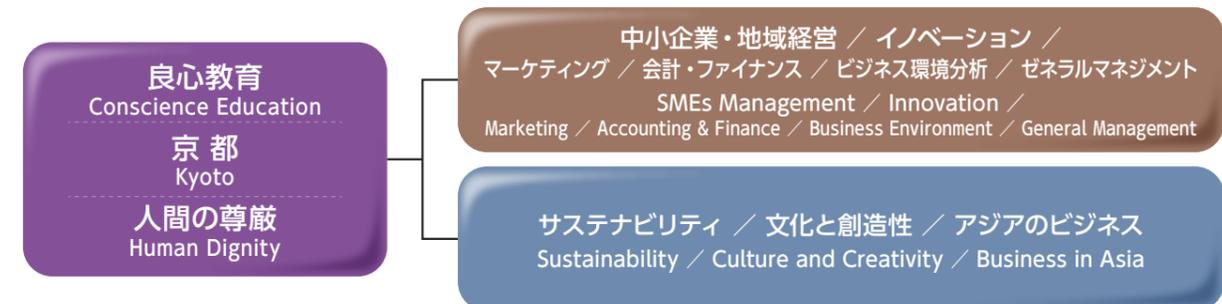 良心教育
Conscience Education
京 都
Kyoto
人間の尊厳
Human Dignity
中小企業・地域経営 ／ イノベーション ／
マーケティング ／ 会計・ファイナンス ／ ビジネス環境分析 ／ ゼネラルマネジメント
SMEs Management ／ Innovation ／
Marketing ／ Accounting & Finance ／ Business Environment ／ General Management
サステナビリティ ／ 文化と創造性 ／ アジアのビジネス
Sustainability ／ Culture and Creativity ／ Business in Asia